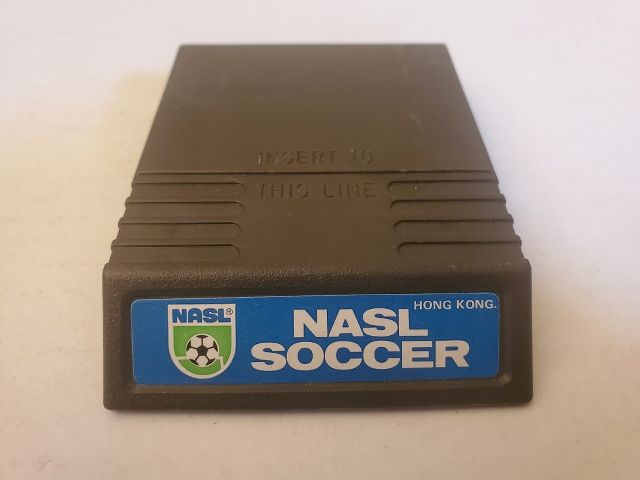 INSERT TO
THIS LINE
HONG KONG.
NASL®
NASL
SOCCER